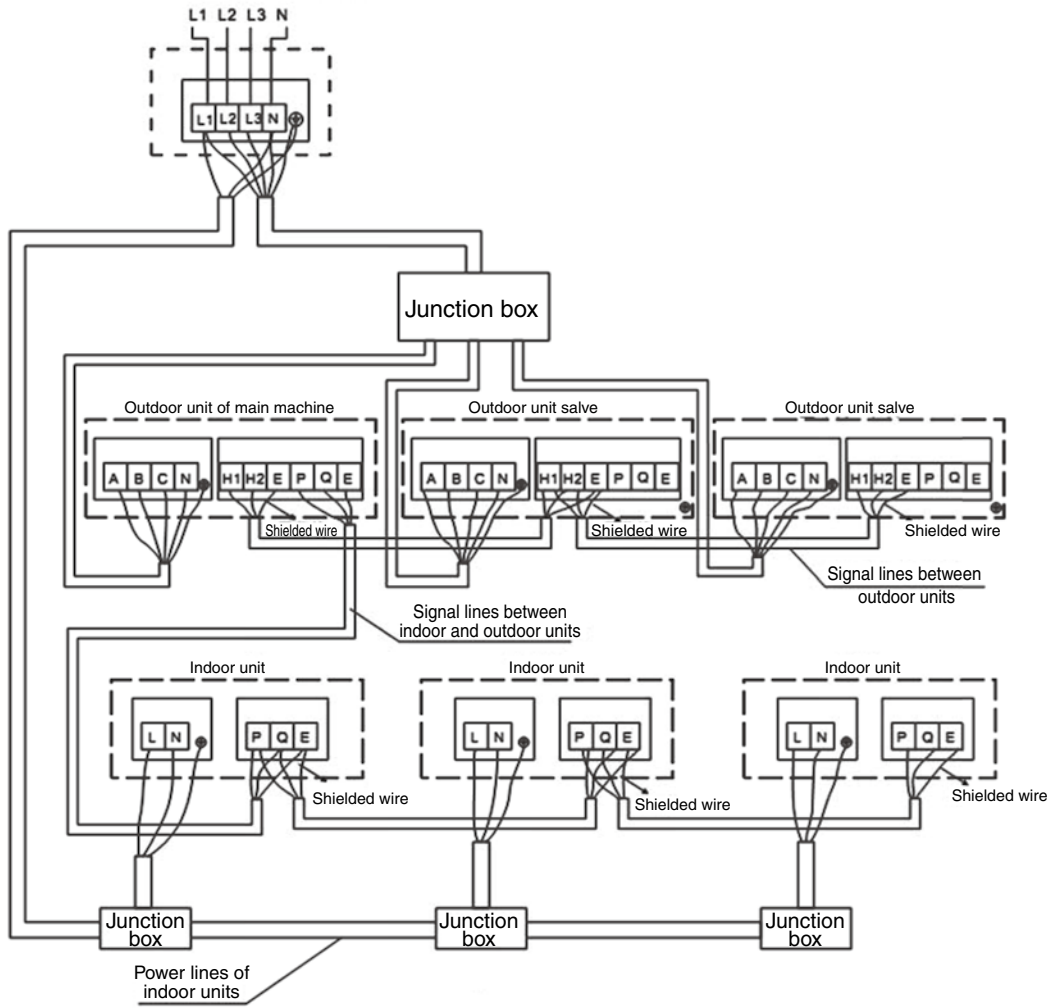 L1 L2 L3 N
L1 L2 L3 N
Junction box
Outdoor unit of main machine
Outdoor unit salve
Outdoor unit salve
A B C N
H1 H2 E P Q E
A B C N
H1 H2 E P Q E
A B C N
H1 H2 E P Q E
Shielded wire
Shielded wire
Shielded wire
Signal lines between
outdoor units
Signal lines between
indoor and outdoor units
Indoor unit
Indoor unit
Indoor unit
L N
P Q E
L N
P Q E
L N
P Q E
Shielded wire
Shielded wire
Shielded wire
Junction
box
Junction
box
Junction
box
Power lines of
indoor units